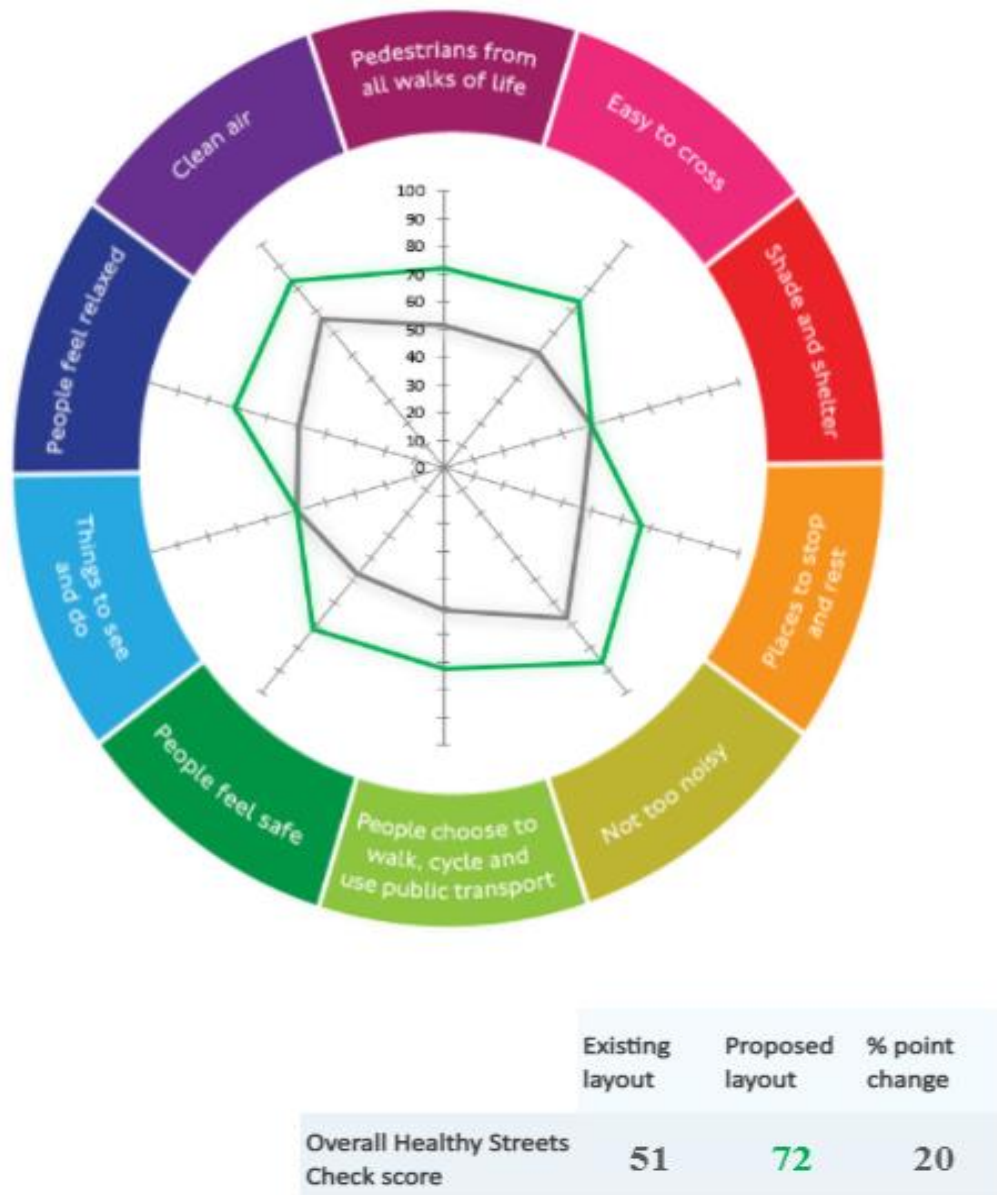 Pedestrians from
all walks of life
Easy to cross
Shade and shelter
Places to stop
and rest
Not too noisy
People choose to
walk, cycle and
use public transport
People feel safe
Things to see
and do
People feel relaxed
Clean air
100
90
80
70
60
50
40
30
20
10
0
Existing layout
Proposed layout
% point change
Overall Healthy Streets
Check score
51
72
20